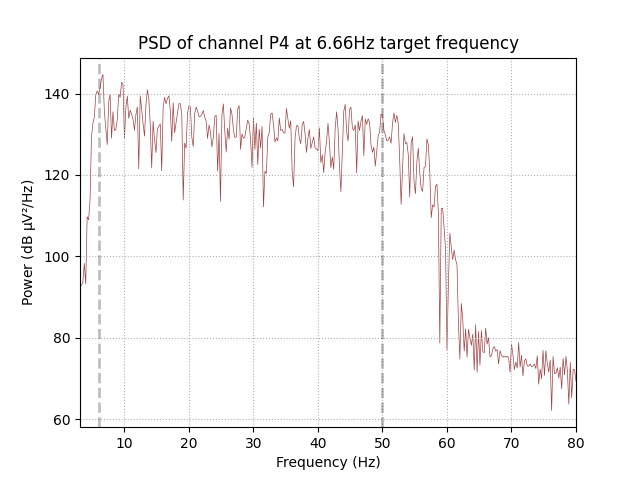 PSD of channel P4 at 6.66Hz target frequency
Power (dB µV²/Hz)
140
120
100
80
60
10 20 30 40 50 60 70 80
Frequency (Hz)